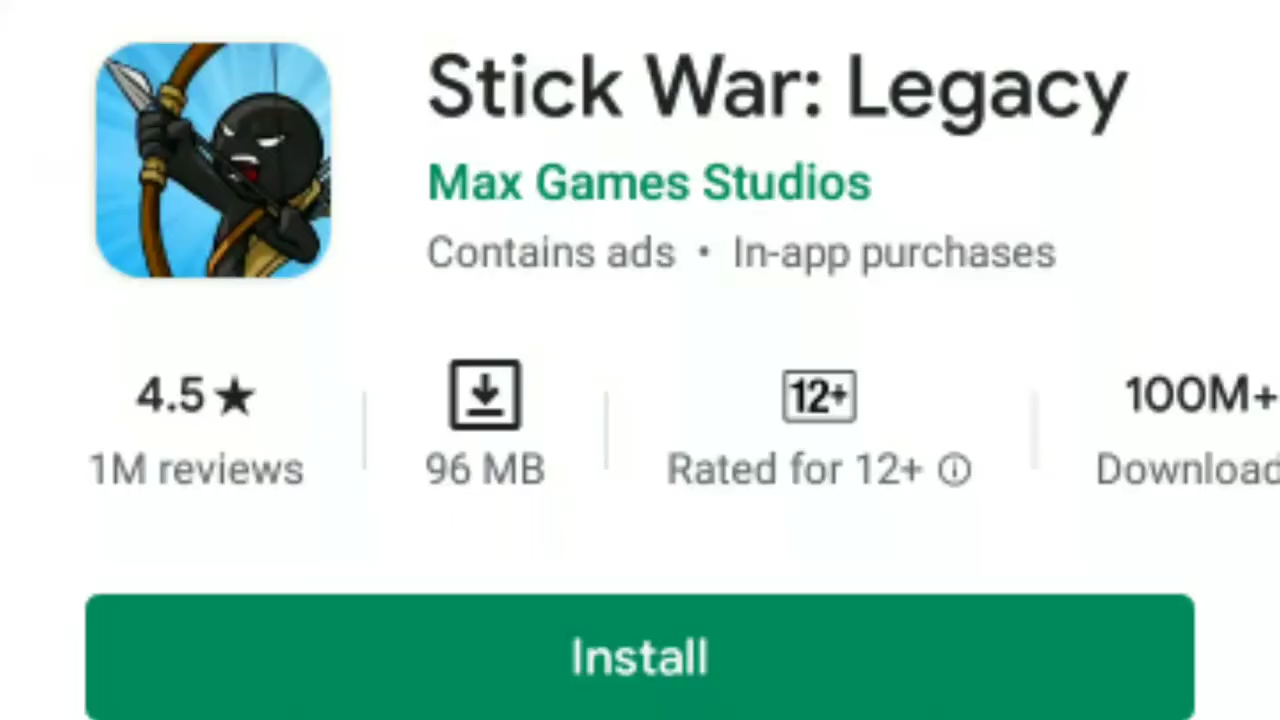 Stick War: Legacy
Max Games Studios
Contains ads • In-app purchases
4.5★ 12+ 100M+
1M reviews 96 MB Rated for 12+ Download
Install